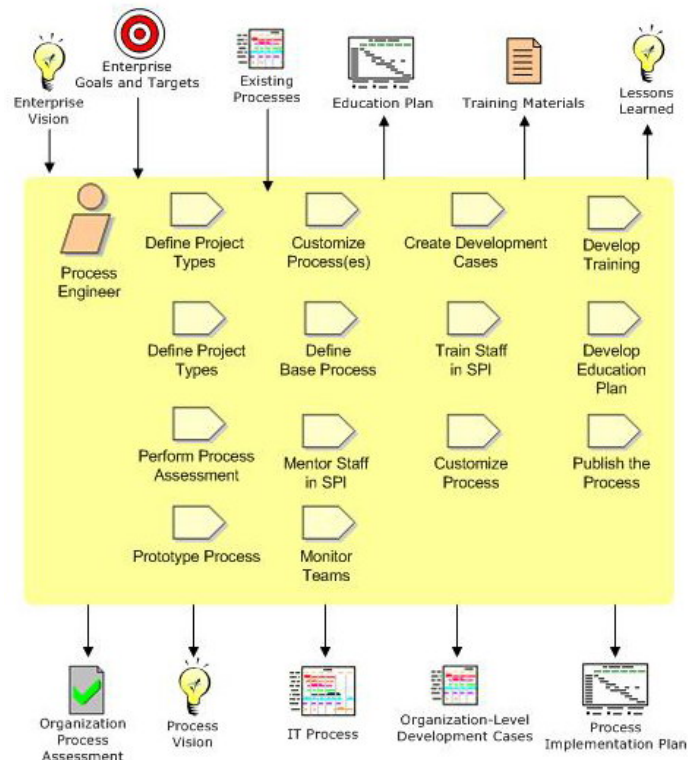 Enterprise
Vision
Enterprise
Goals and Targets
Existing
Processes
Education Plan
Training Materials
Lessons
Learned
Process
Engineer
Define Project
Types
Customize
Process(es)
Create Development
Cases
Develop
Training
Define Project
Types
Define
Base Process
Train Staff
in SPI
Develop
Education
Plan
Perform Process
Assessment
Mentor Staff
in SPI
Customize
Process
Publish the
Process
Prototype Process
Monitor
Teams
Organization
Process
Assessment
Process
Vision
IT Process
Organization-Level
Development Cases
Process
Implementation Plan